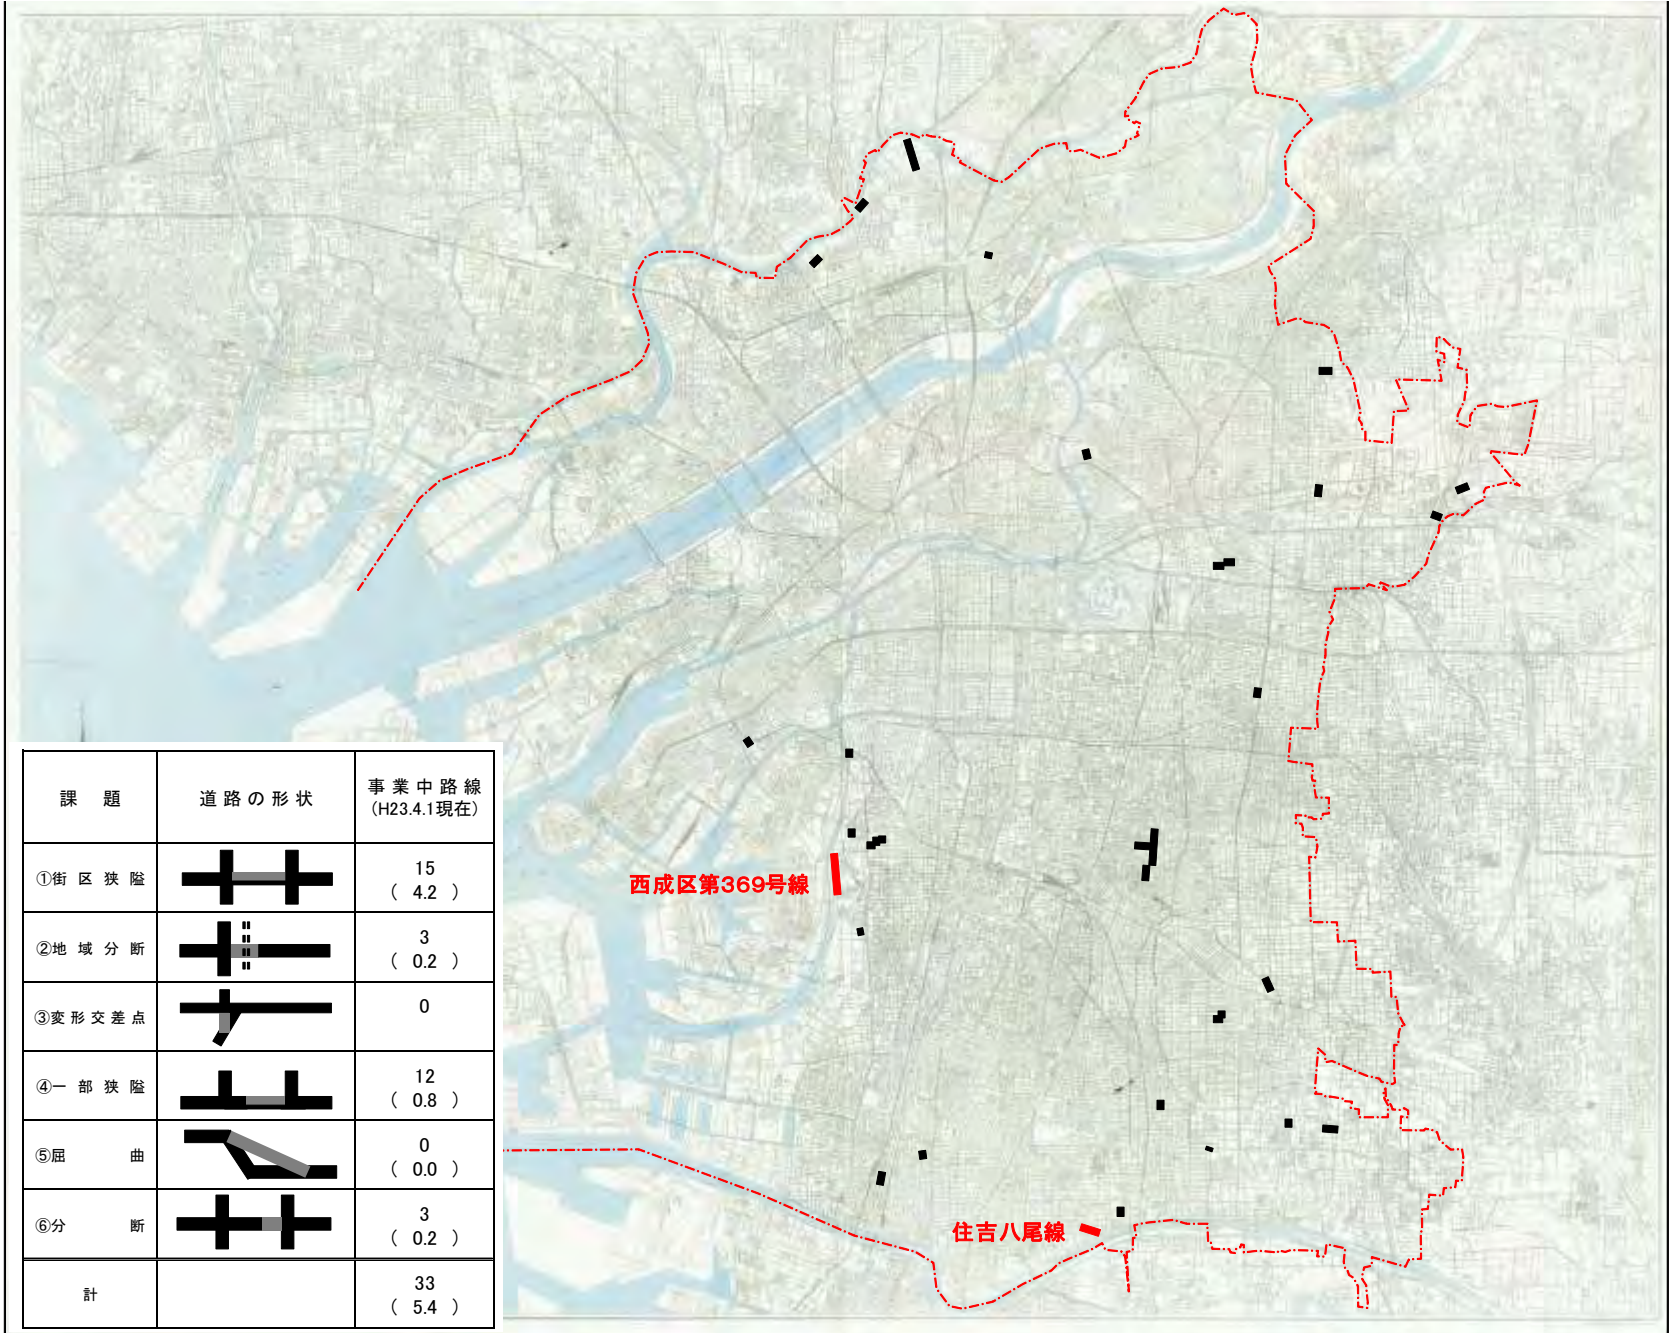 課 題
道路の形状
事業中路線
(H23.4.1現在)
①街区狭隘
15
( 4.2 )
②地域分断
3
( 0.2 )
③変形交差点
0
④一部狭隘
12
( 0.8 )
⑤屈曲
0
( 0.0 )
⑥分断
3
( 0.2 )
計
33
( 5.4 )
西成区第369号線
住吉八尾線